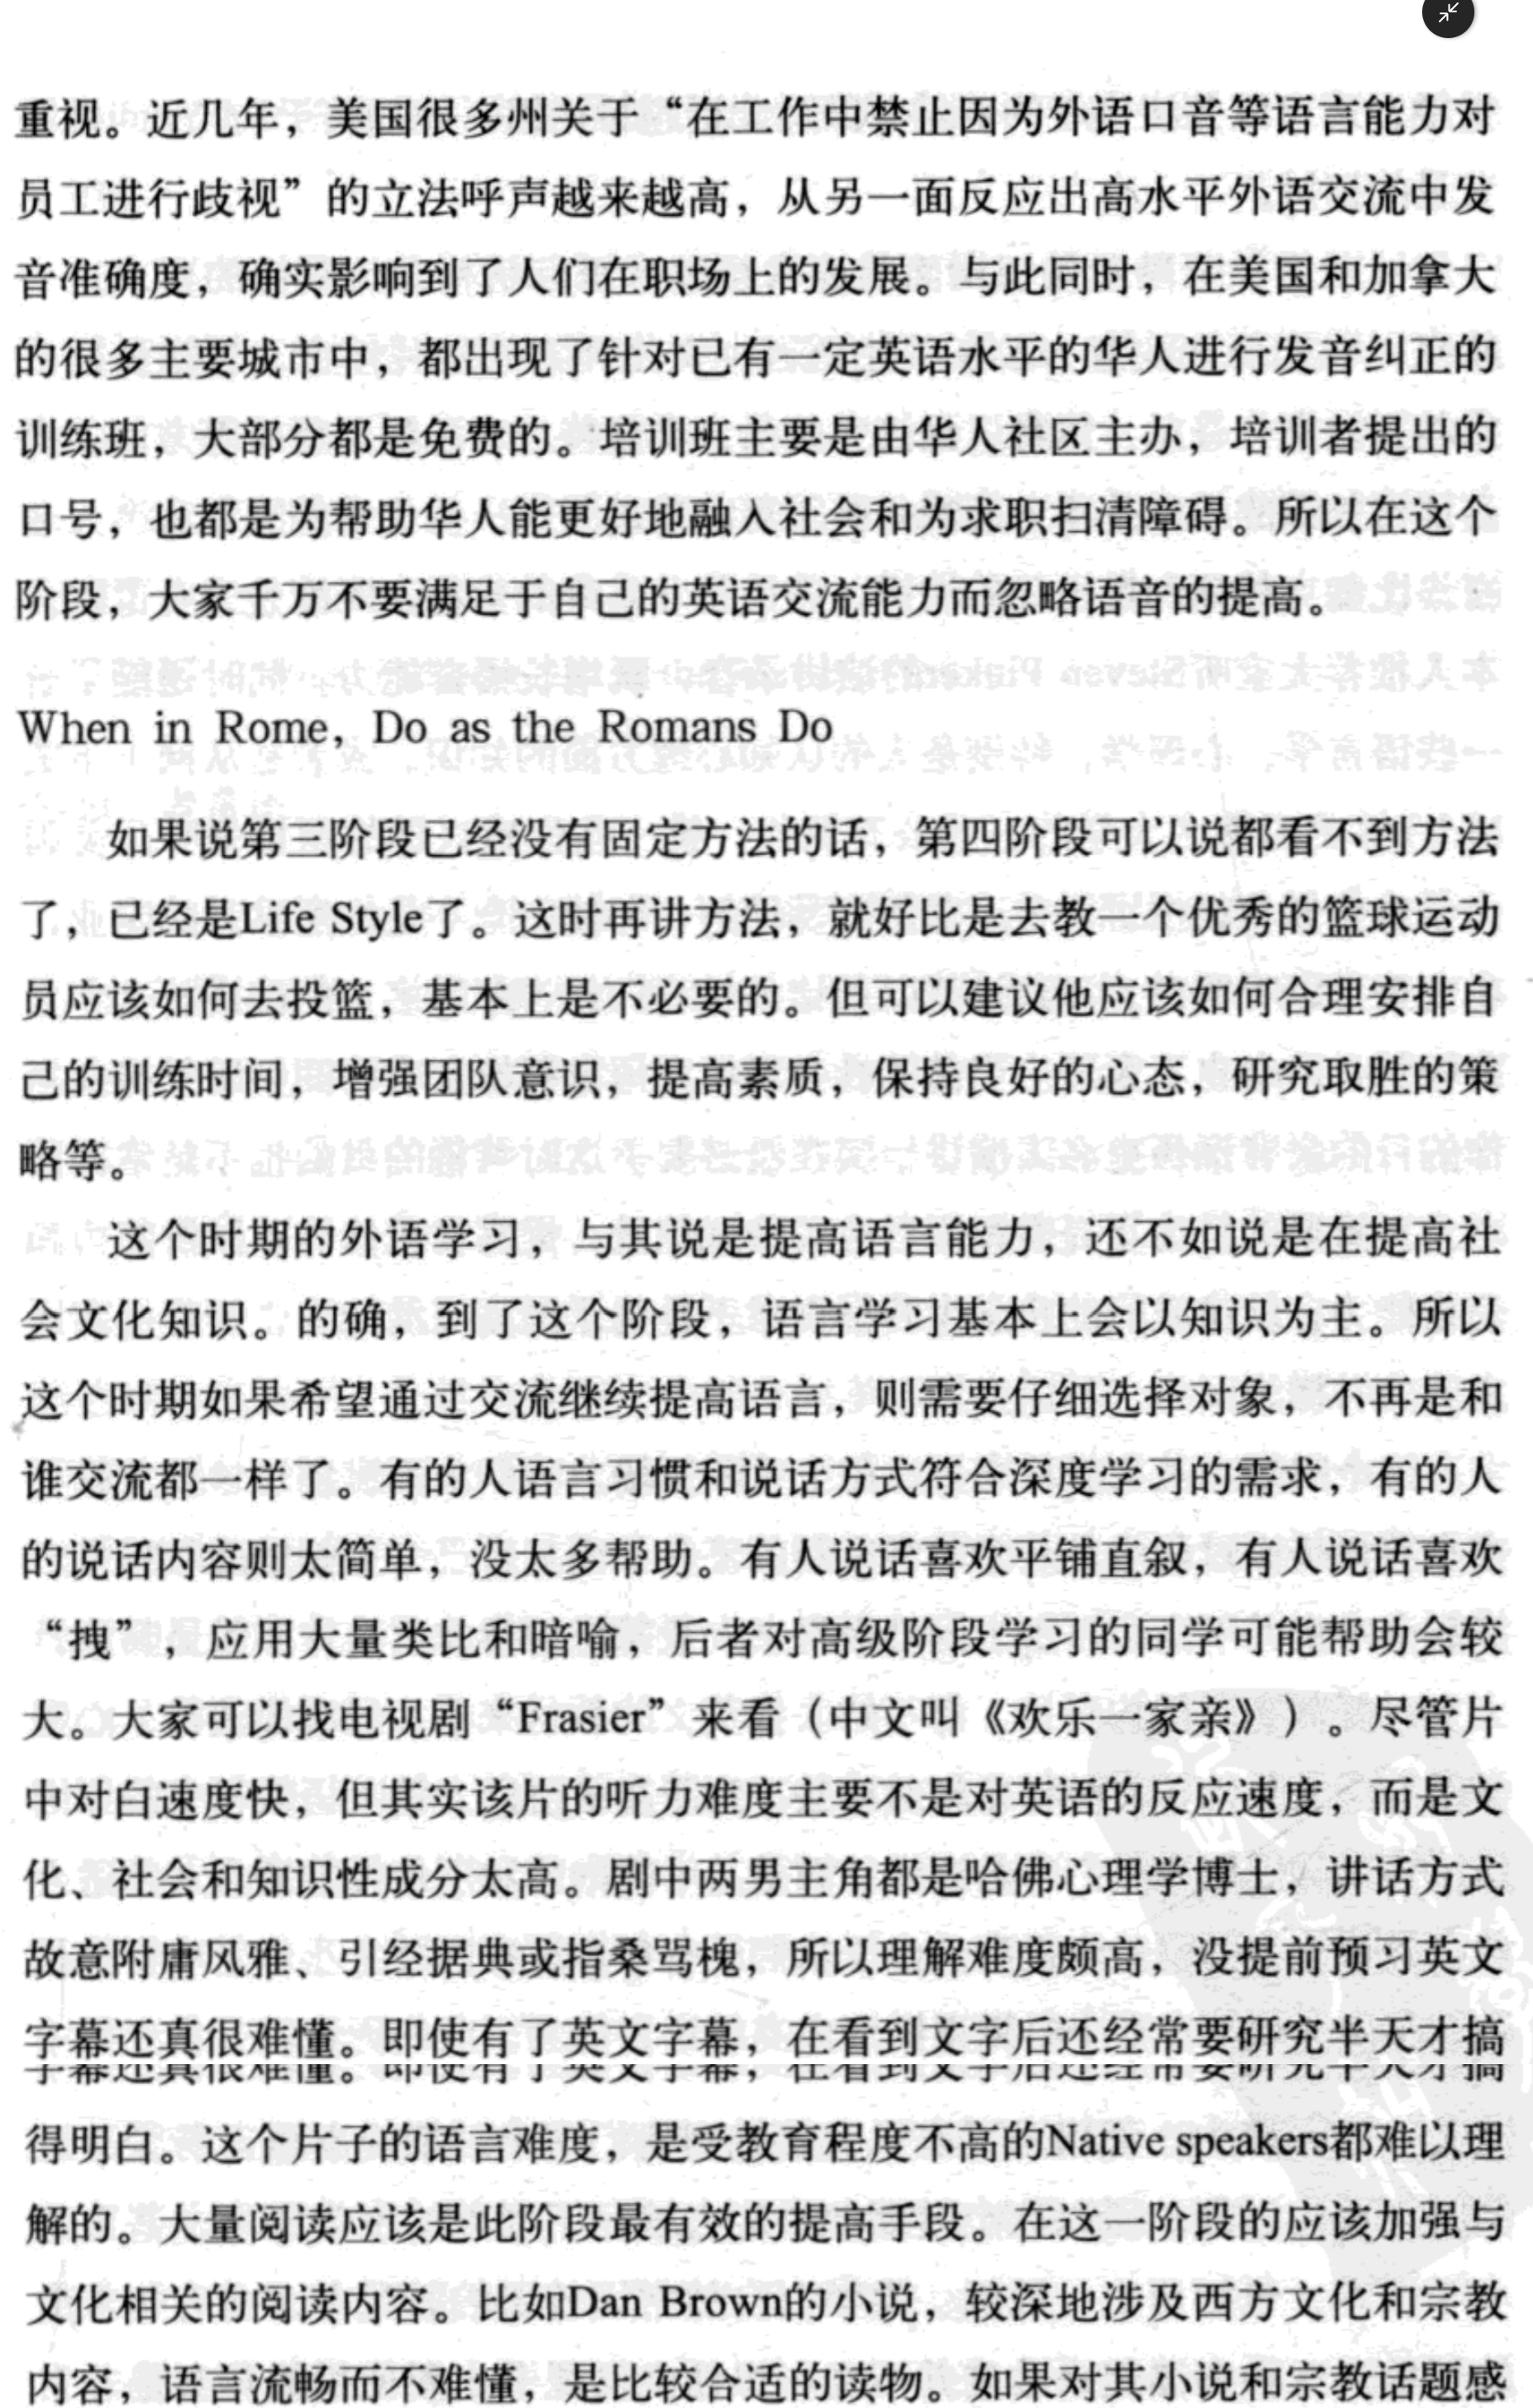 重视。近几年，美国很多州关于“在工作中禁止因为外语口音等语言能力对
员工进行歧视”的立法呼声越来越高，从另一面反应出高水平外语交流中发
音准确度，确实影响到了人们在职场上的发展。与此同时，在美国和加拿大
的很多主要城市中，都出现了针对已有一定英语水平的华人进行发音纠正的
训练班，大部分都是免费的。培训班主要是由华人社区主办，培训者提出的
口号，也都是为帮助华人能更好地融入社会和为求职扫清障碍。所以在这个
阶段，大家千万不要满足于自己的英语交流能力而忽略语音的提高。
When in Rome, Do as the Romans Do
如果说第三阶段已经没有固定方法的话，第四阶段可以说都看不到方法
了，已经是Life Style了。这时再讲方法，就好比是去教一个优秀的篮球运动
员应该如何去投篮，基本上是不必要的。但可以建议他应该如何合理安排自
己的训练时间，增强团队意识，提高素质，保持良好的心态，研究取胜的策
略等。
这个时期的外语学习，与其说是提高语言能力，还不如说是在提高社
会文化知识。的确，到了这个阶段，语言学习基本上会以知识为主。所以
这个时期如果希望通过交流继续提高语言，则需要仔细选择对象，不再是和
谁交流都一样了。有的人语言习惯和说话方式符合深度学习的需求，有的人
的说话内容则太简单，没太多帮助。有人说话喜欢平铺直叙，有人说话喜欢
“拽”，应用大量类比和暗喻，后者对高级阶段学习的同学可能帮助会较
大。大家可以找电视剧“Frasier”来看（中文叫《欢乐一家亲》）。尽管片
中对白速度快，但其实该片的听力难度主要不是对英语的反应速度，而是文
化、社会和知识性成分太高。剧中两男主角都是哈佛心理学博士，讲话方式
故意附庸风雅、引经据典或指桑骂槐，所以理解难度颇高，没提前预习英文
字幕还真很难懂。即使有了英文字幕，在看到文字后还经常要研究半天才搞
字幕还真很难懂。即使有了英文字幕，在看到文字后还经常要研究半天才搞
得明白。这个片子的语言难度，是受教育程度不高的Native speakers都难以理
解的。大量阅读应该是此阶段最有效的提高手段。在这一阶段的应该加强与
文化相关的阅读内容。比如Dan Brown的小说，较深地涉及西方文化和宗教
内容，语言流畅而不难懂，是比较合适的读物。如果对其小说和宗教话题感